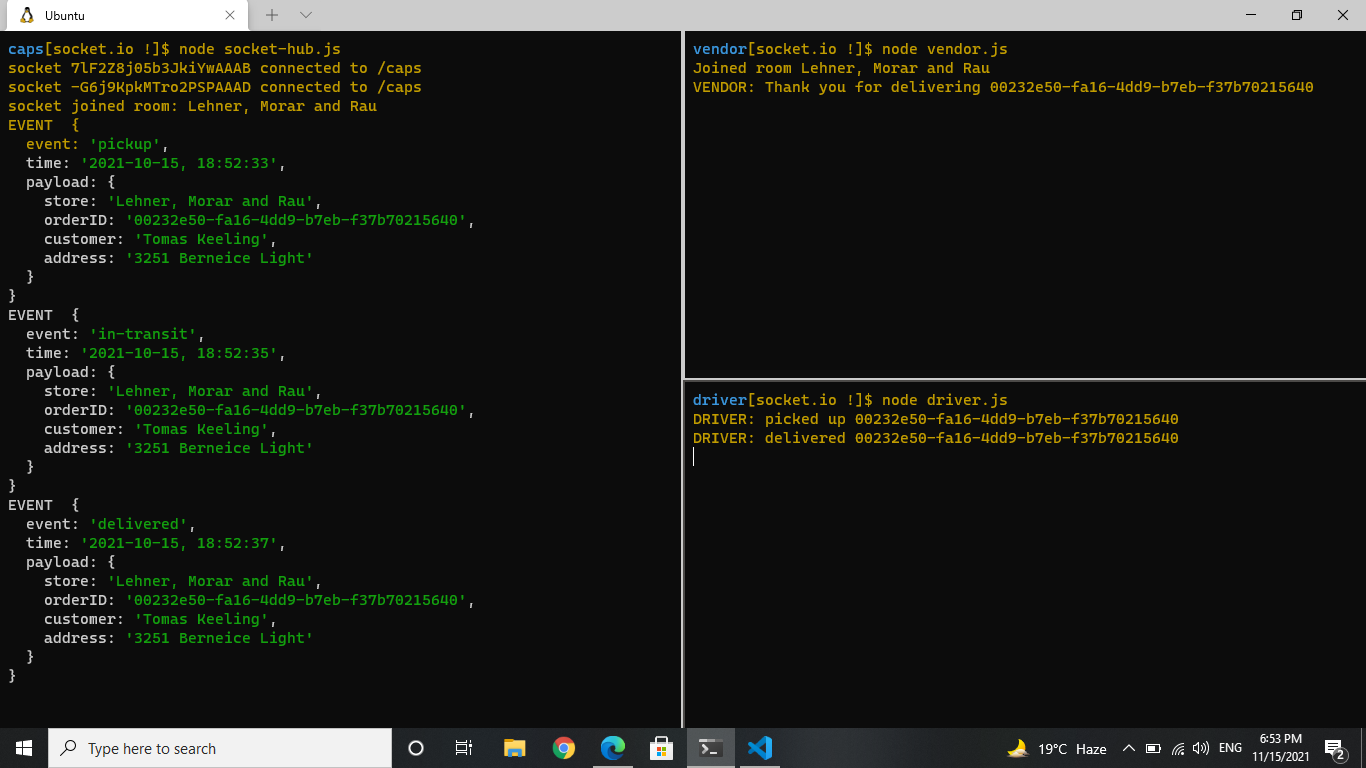 Ubuntu
caps[socket.io !]$ node socket-hub.js
socket 7lF2Z8j05b3JkiYwAAAB connected to /caps
socket -G6j9KpkMTro2PSPAAAD connected to /caps
socket joined room: Lehner, Morar and Rau
EVENT  {
  event: 'pickup',
  time: '2021-10-15, 18:52:33',
  payload: {
    store: 'Lehner, Morar and Rau',
    orderID: '00232e50-fa16-4dd9-b7eb-f37b70215640',
    customer: 'Tomas Keeling',
    address: '3251 Berneice Light'
  }
}
EVENT  {
  event: 'in-transit',
  time: '2021-10-15, 18:52:35',
  payload: {
    store: 'Lehner, Morar and Rau',
    orderID: '00232e50-fa16-4dd9-b7eb-f37b70215640',
    customer: 'Tomas Keeling',
    address: '3251 Berneice Light'
  }
}
EVENT  {
  event: 'delivered',
  time: '2021-10-15, 18:52:37',
  payload: {
    store: 'Lehner, Morar and Rau',
    orderID: '00232e50-fa16-4dd9-b7eb-f37b70215640',
    customer: 'Tomas Keeling',
    address: '3251 Berneice Light'
  }
}
vendor[socket.io !]$ node vendor.js
Joined room Lehner, Morar and Rau
VENDOR: Thank you for delivering 00232e50-fa16-4dd9-b7eb-f37b70215640
driver[socket.io !]$ node driver.js
DRIVER: picked up 00232e50-fa16-4dd9-b7eb-f37b70215640
DRIVER: delivered 00232e50-fa16-4dd9-b7eb-f37b70215640
Type here to search
19°C Haze
ENG
6:53 PM
11/15/2021
2